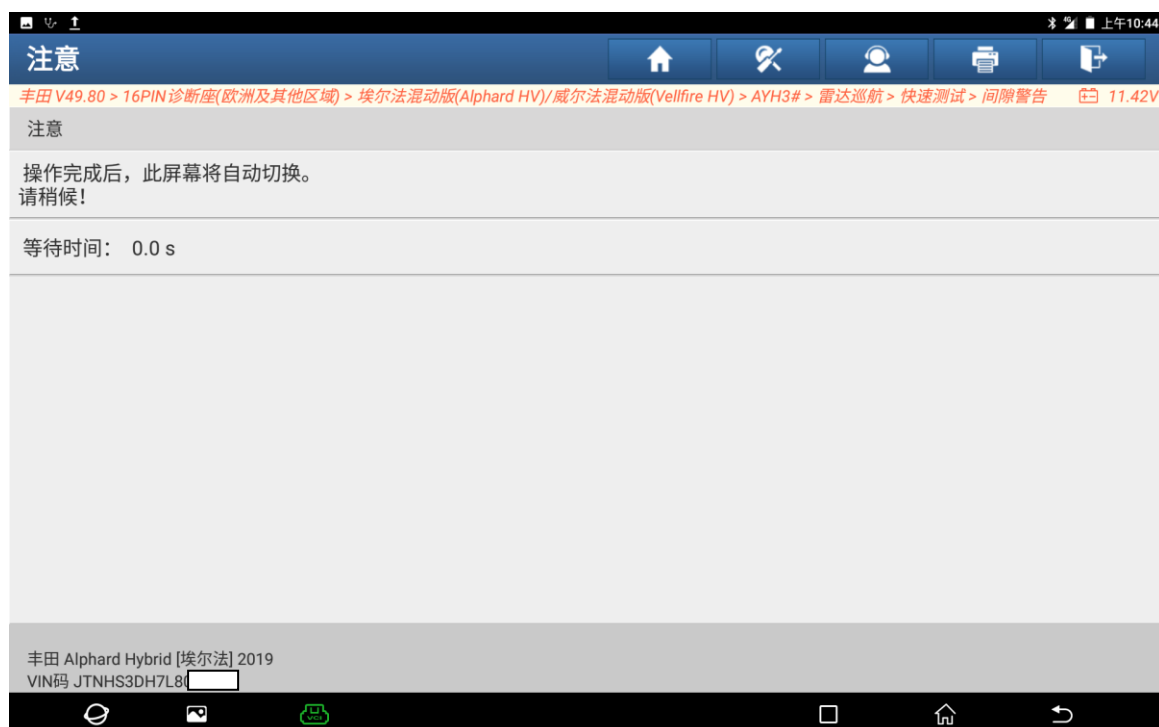 4G 上午10:44
注意
丰田 V49.80 > 16PIN诊断座(欧洲及其他区域) > 埃尔法混动版(Alphard HV)/威尔法混动版(Vellfire HV) > AYH3# > 雷达巡航 > 快速测试 > 间隙警告 11.42V
注意
操作完成后，此屏幕将自动切换。
请稍候！
等待时间： 0.0 s
丰田 Alphard Hybrid [埃尔法] 2019
VIN码 JTNHS3DH7L80
VCI